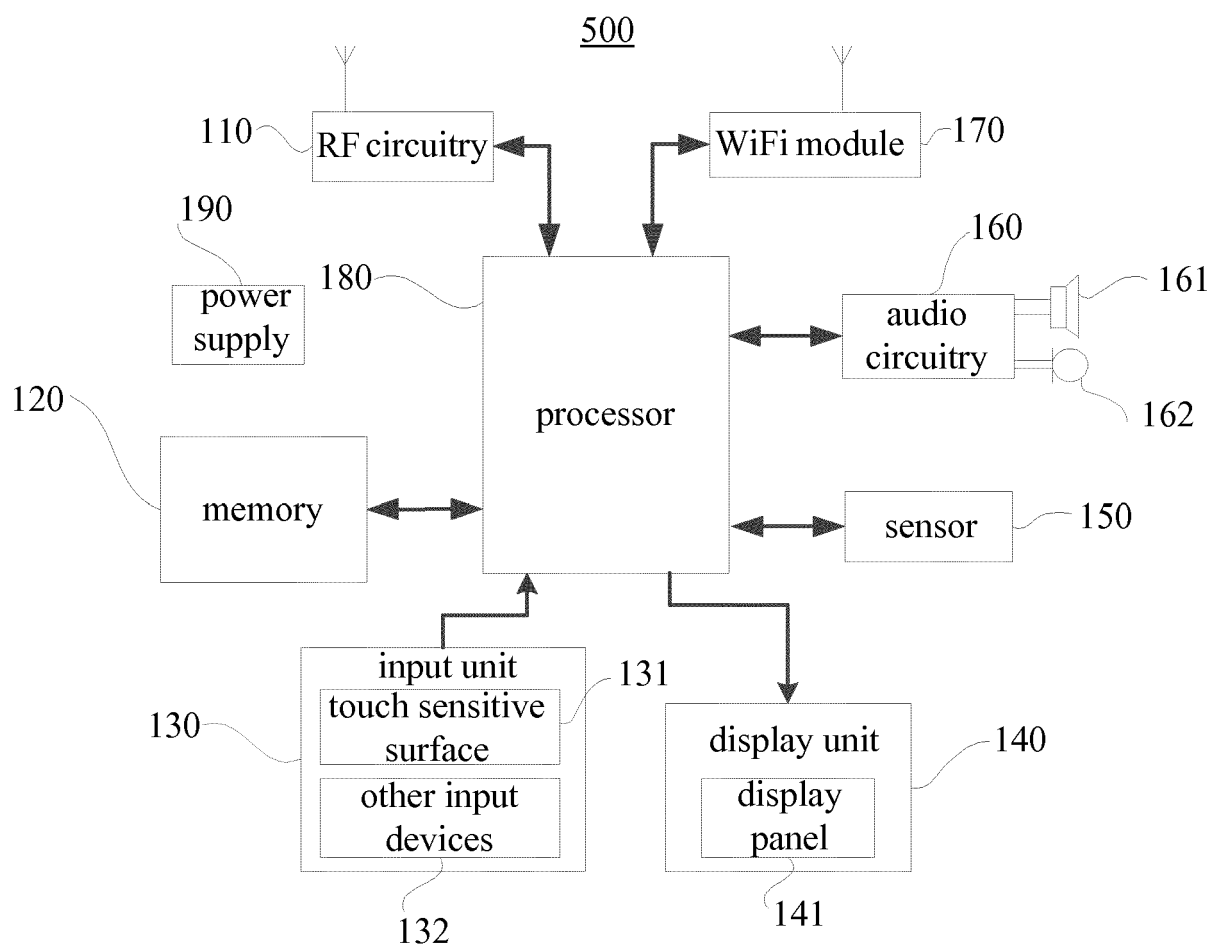 500
110
RF circuitry
WiFi module
170
190
power
supply
180
160
161
audio
circuitry
162
processor
120
memory
sensor
150
input unit
131
touch sensitive
surface
130
other input
devices
132
display unit
140
display
panel
141